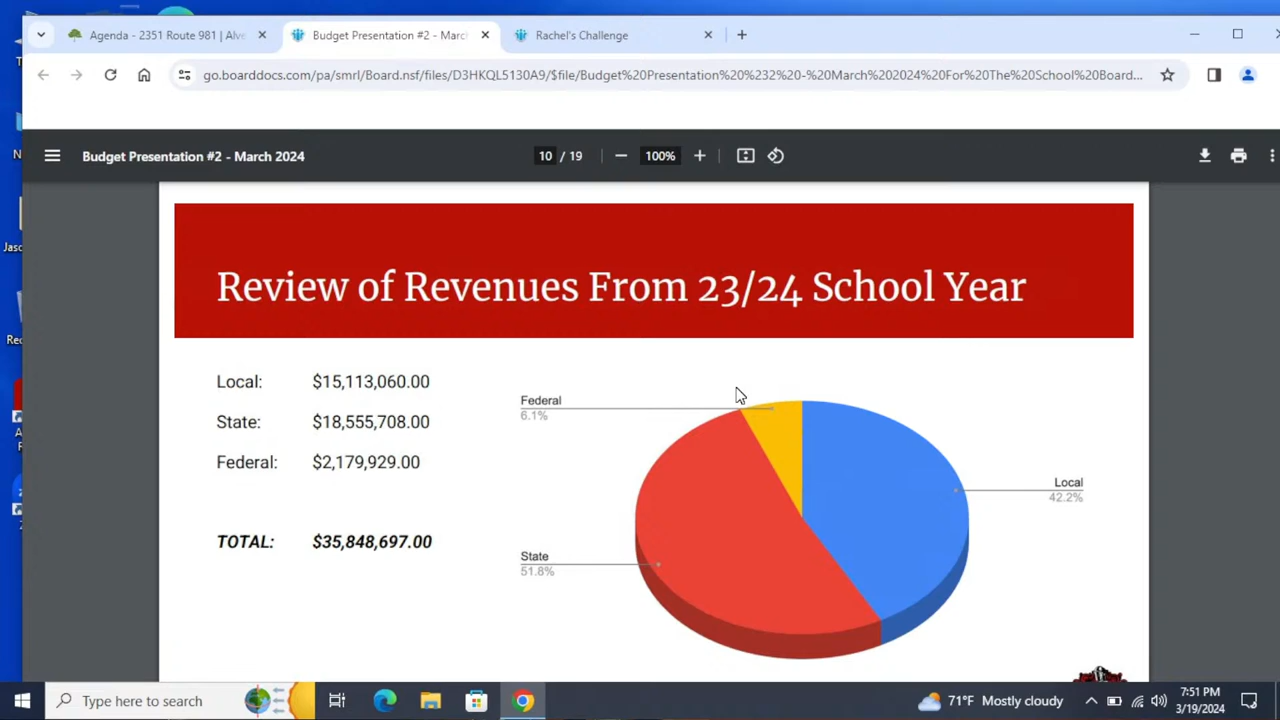 Agenda - 2351 Route 981 | Alve
Budget Presentation #2 - Marc
Rachel's Challenge
go.boarddocs.com/pa/smrl/Board.nsf/files/D3HKQL5130A9/$file/Budget%20Presentation%20%232%20-%20March%202024%20For%20The%20School%20Board...
Budget Presentation #2 - March 2024
10 / 19
100%
Review of Revenues From 23/24 School Year
Local: $15,113,060.00
State: $18,555,708.00
Federal: $2,179,929.00
TOTAL: $35,848,697.00
Federal
6.1%
Local
42.2%
State
51.8%
Type here to search
71°F Mostly cloudy
7:51 PM
3/19/2024